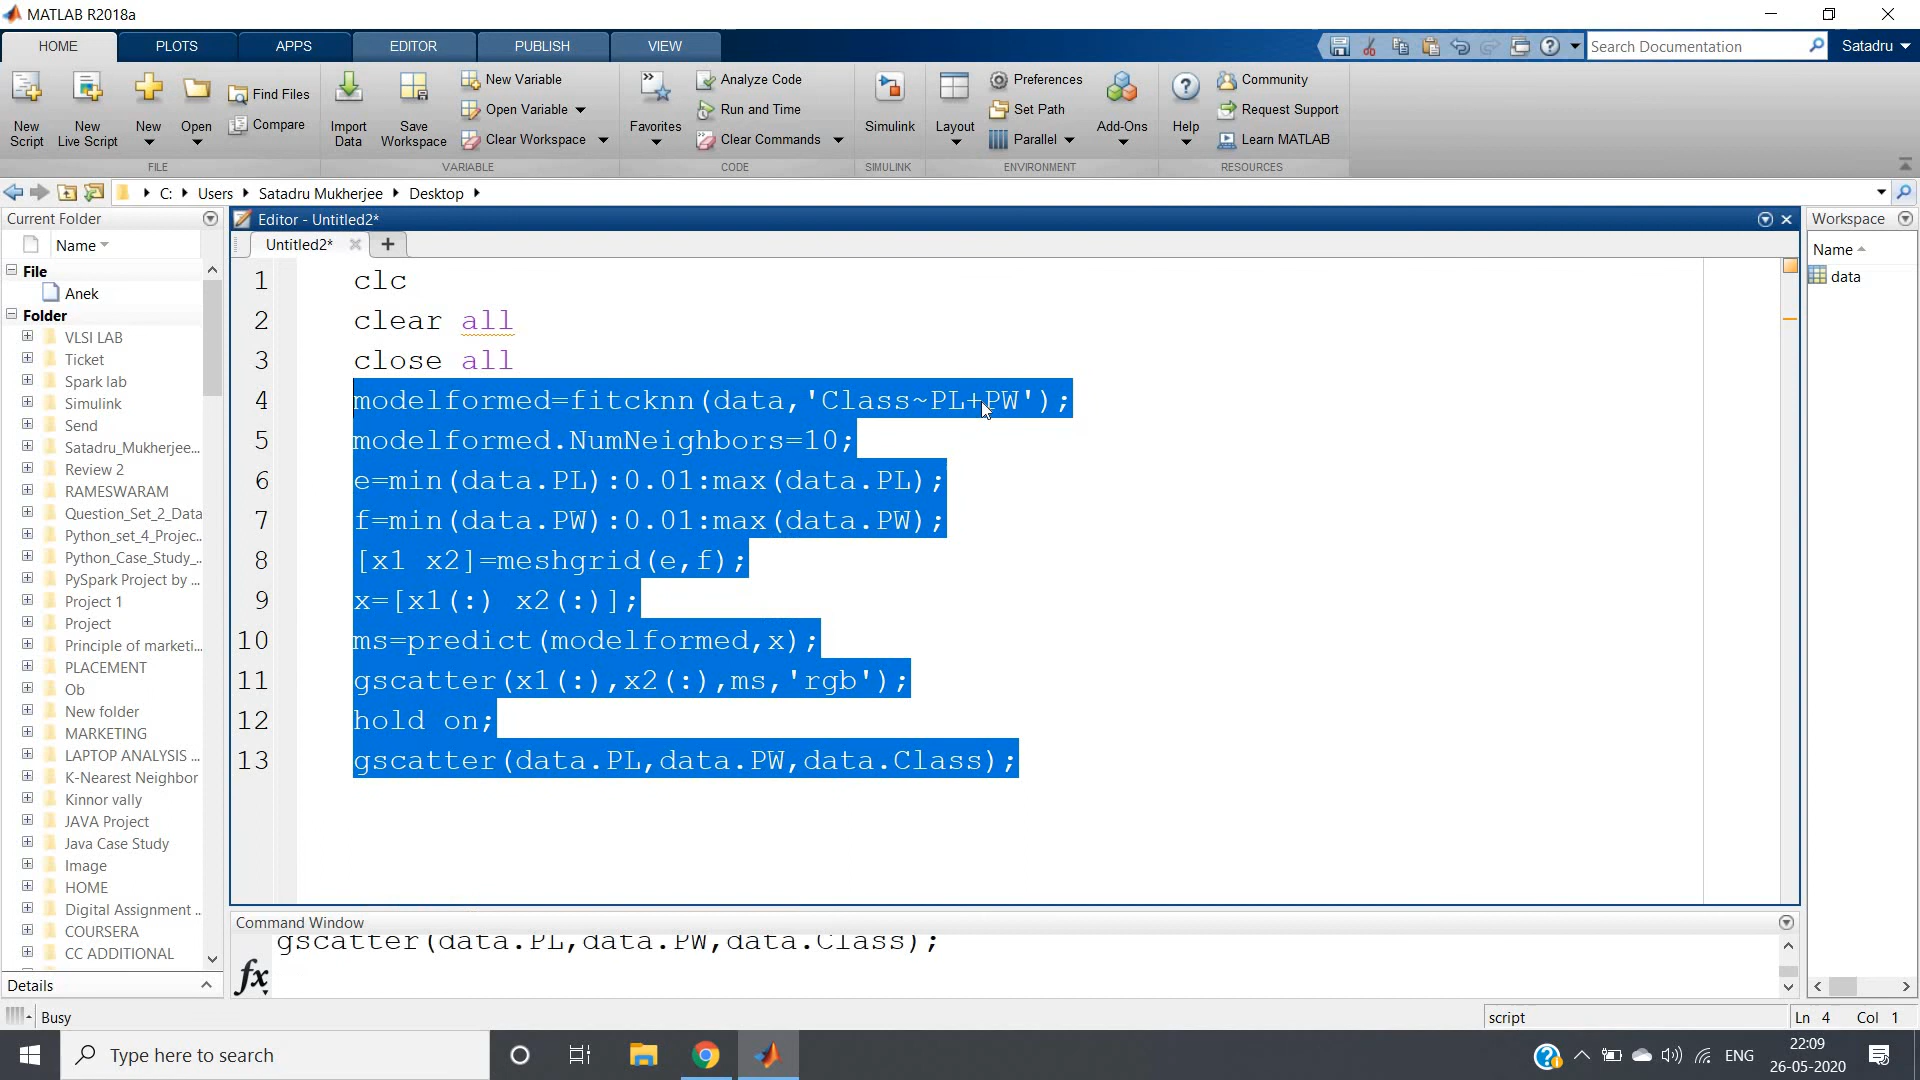 MATLAB R2018a
HOME PLOTS APPS EDITOR PUBLISH VIEW
Search Documentation
Satadru
New Script
New Live Script
New
Open
Find Files
Compare
FILE
Import Data
Save Workspace
New Variable
Open Variable
Clear Workspace
VARIABLE
Favorites
Analyze Code
Run and Time
Clear Commands
CODE
Simulink
SIMULINK
Layout
Preferences
Set Path
Parallel
Add-Ons
ENVIRONMENT
Help
Community
Request Support
Learn MATLAB
RESOURCES
C: Users Satadru Mukherjee Desktop
Current Folder
Name
File
Anek
Folder
VLSI LAB
Ticket
Spark lab
Simulink
Send
Satadru_Mukherjee...
Review 2
RAMESWARAM
Question_Set_2_Data
Python_set_4_Projec...
Python_Case_Study_...
PySpark Project by ...
Project 1
Project
Principle of marketi...
PLACEMENT
Ob
New folder
MARKETING
LAPTOP ANALYSIS ...
K-Nearest Neighbor
Kinnor vally
JAVA Project
Java Case Study
Image
HOME
Digital Assignment ..
COURSERA
CC ADDITIONAL
Details
Editor - Untitled2*
Untitled2*
1 clc
2 clear all
3 close all
4 modelformed=fitcknn(data,'Class~PL+PW');
5 modelformed.NumNeighbors=10;
6 e=min(data.PL):0.01:max(data.PL);
7 f=min(data.PW):0.01:max(data.PW);
8 [x1 x2]=meshgrid(e,f);
9 x=[x1(:) x2(:)];
10 ms=predict(modelformed,x);
11 gscatter(x1(:),x2(:),ms,'rgb');
12 hold on;
13 gscatter(data.PL,data.PW,data.Class);
Command Window
gscatter(data.PL,data.PW,data.Class);
fx
Workspace
Name
data
Busy
script
Ln 4 Col 1
Type here to search
ENG
22:09
26-05-2020